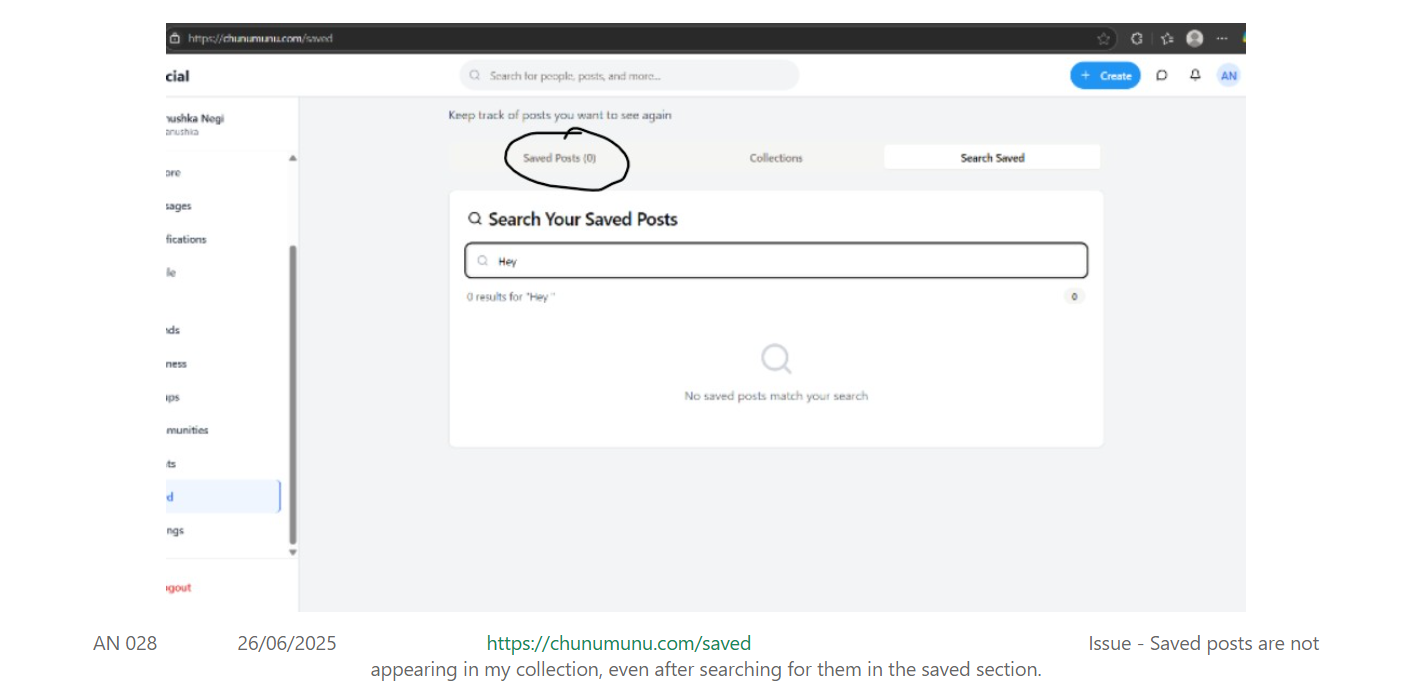 https://chunumunu.com/saved
cial
Search for people, posts, and more...
+ Create
AN
nushka Negi
anushka
Keep track of posts you want to see again
Saved Posts (0)
Collections
Search Saved
ore
sages
fications
le
nds
ness
ups
munities
ts
d
ngs
ogout
Search Your Saved Posts
Hey
0 results for "Hey "
0
No saved posts match your search
AN 028 26/06/2025 https://chunumunu.com/saved Issue - Saved posts are not
appearing in my collection, even after searching for them in the saved section.